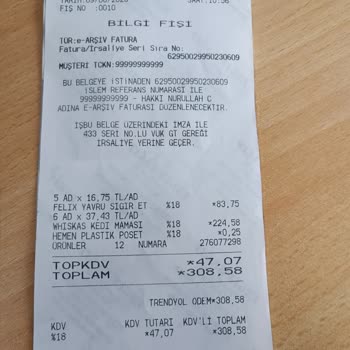 FİŞ NO :0010
BİLGİ FİŞİ
TÜR:e-ARŞİV FATURA
Fatura/İrsaliye Seri Sıra No:
62950029950230609
MÜŞTERİ TCKN:99999999999
BU BELGEYE İSTİNADEN 62950029950230609
İŞLEM REFERANS NUMARASI İLE
99999999999 - HAKKI NURULLAH Ç
ADINA E-ARŞİV FATURASI DÜZENLENECEKTİR.
İŞBU BELGE ÜZERİNDEKİ İMZA İLE
433 SERİ NO.LU VUK GT GEREĞİ
İRSALİYE YERİNE GEÇER.
5 AD x 16,75 TL/AD
FELIX YAVRU SIGIR ET %18 *83,75
6 AD x 37,43 TL/AD
WHISKAS KEDI MAMASI %18 *224,58
HEMEN PLASTIK POSET %18 *0,25
ÜRÜNLER 12 NUMARA 276077298
TOPKDV *47,07
TOPLAM *308,58
TRENDYOL ODEM*308,58
KDV KDV TUTARI KDV'Lİ TOPLAM
%18 *47,07 *308,58